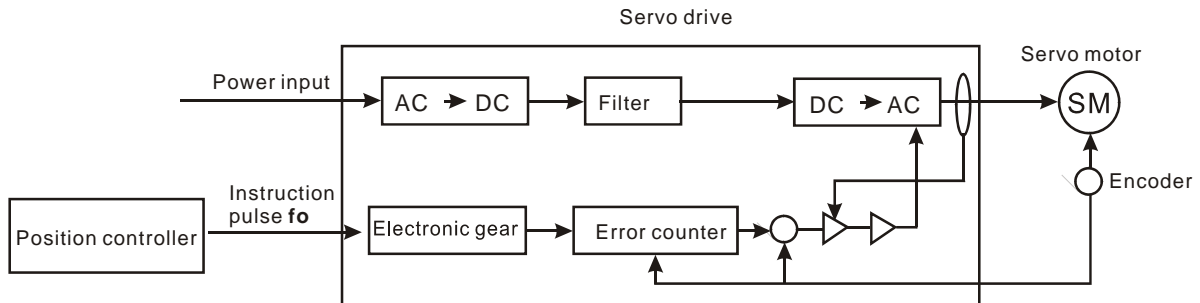 Servo drive
Servo motor
Power input
AC DC
Filter
DC AC
SM
Encoder
Instruction
pulse fo
Position controller
Electronic gear
Error counter